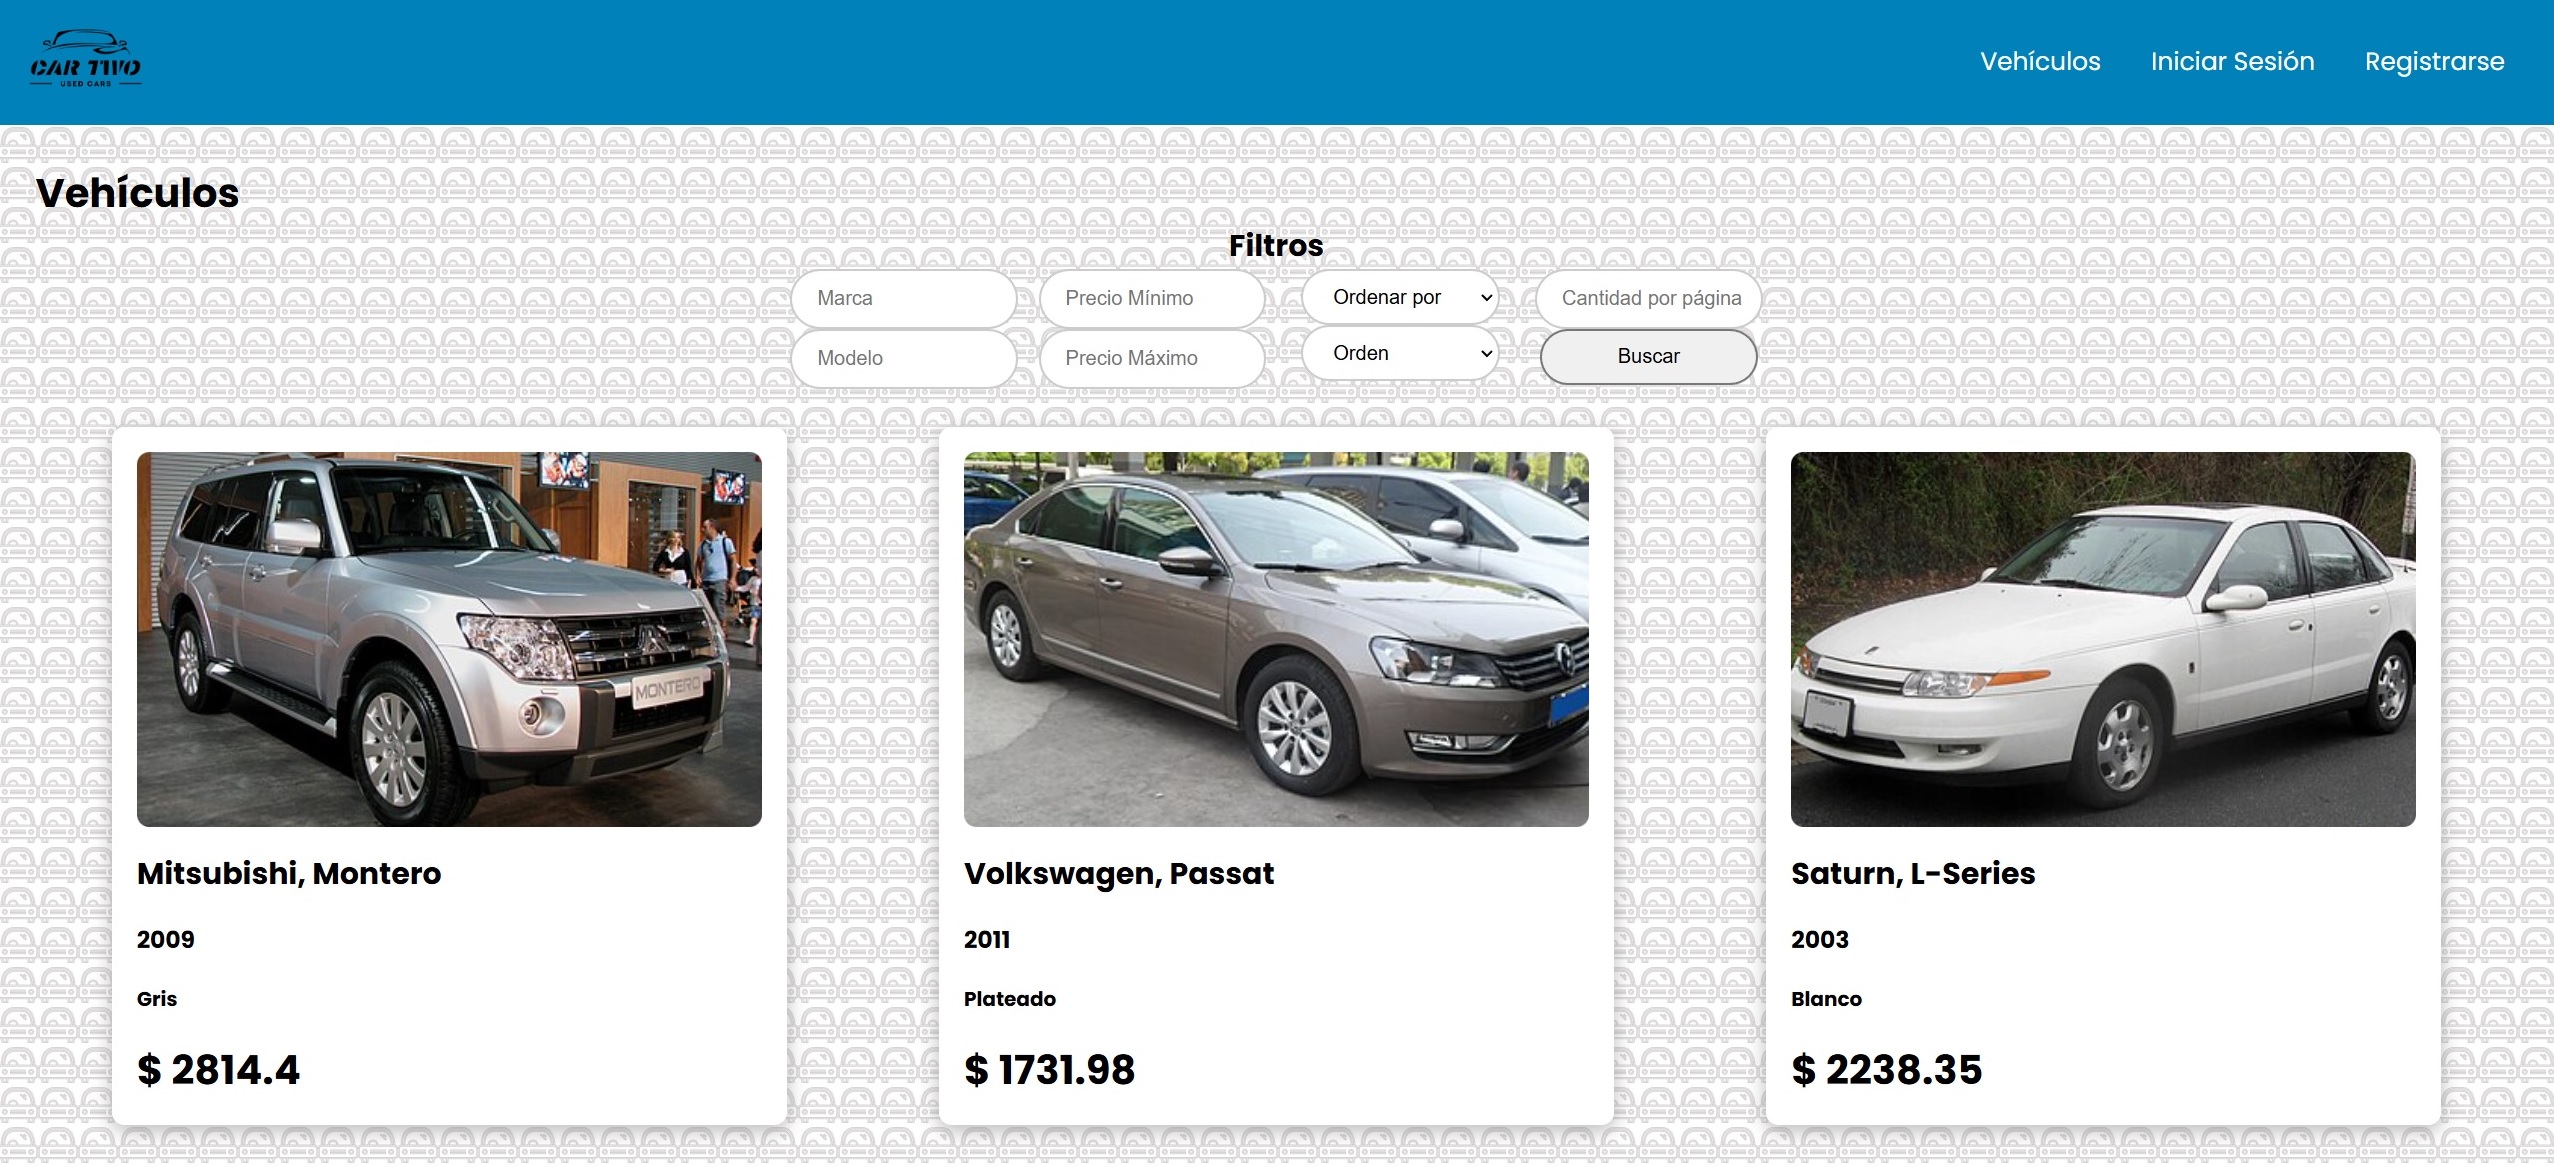 CAR TWO
USED CARS
Vehículos
Iniciar Sesión
Registrarse
Vehículos
Filtros
Marca
Precio Mínimo
Ordenar por
Cantidad por página
Modelo
Precio Máximo
Orden
Buscar
MONTERO
Mitsubishi, Montero
2009
Gris
$ 2814.4
Volkswagen, Passat
2011
Plateado
$ 1731.98
Saturn, L-Series
2003
Blanco
$ 2238.35